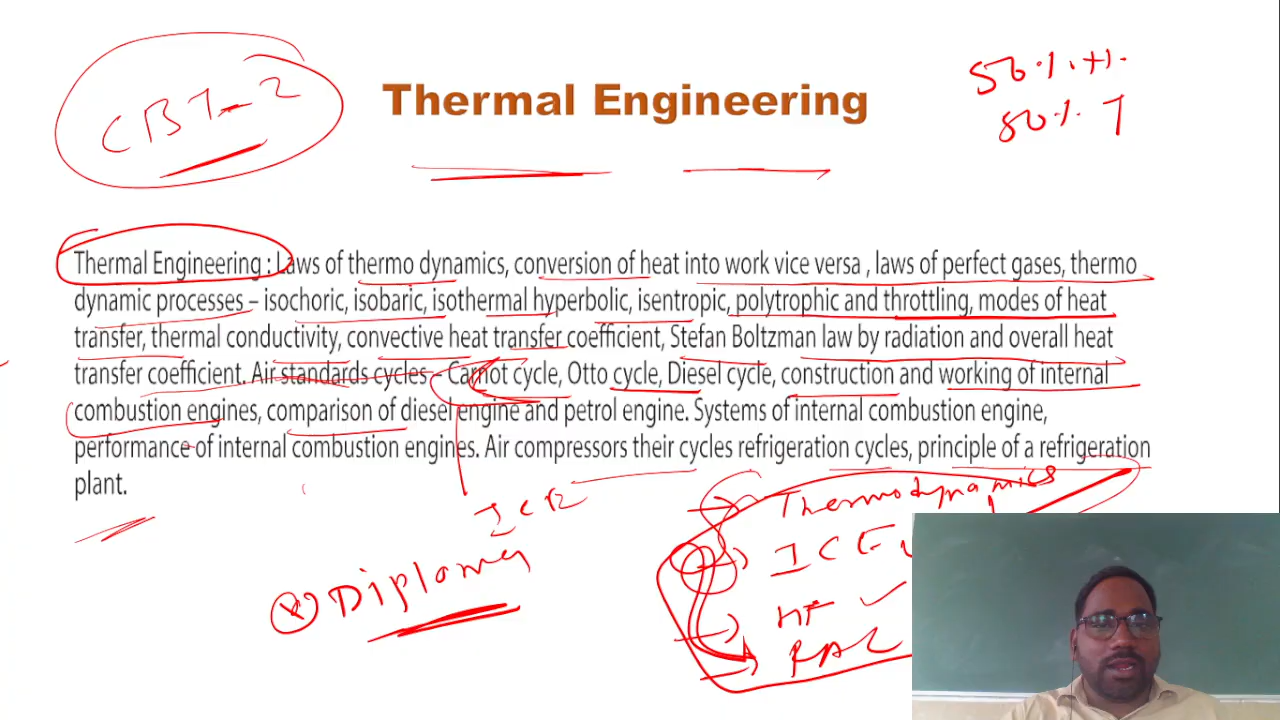 CBT-2
Thermal Engineering
50%
Thermal Engineering : Laws of thermo dynamics, conversion of heat into work vice versa , laws of perfect gases, thermo
dynamic processes – isochoric, isobaric, isothermal hyperbolic, isentropic, polytrophic and throttling, modes of heat
transfer, thermal conductivity, convective heat transfer coefficient, Stefan Boltzman law by radiation and overall heat
transfer coefficient. Air standards cycles – Carnot cycle, Otto cycle, Diesel cycle, construction and working of internal
combustion engines, comparison of diesel engine and petrol engine. Systems of internal combustion engine,
performance of internal combustion engines. Air compressors their cycles refrigeration cycles, principle of a refrigeration
plant.
ICE
Diploma
Thermodynamics
ICE
RAC